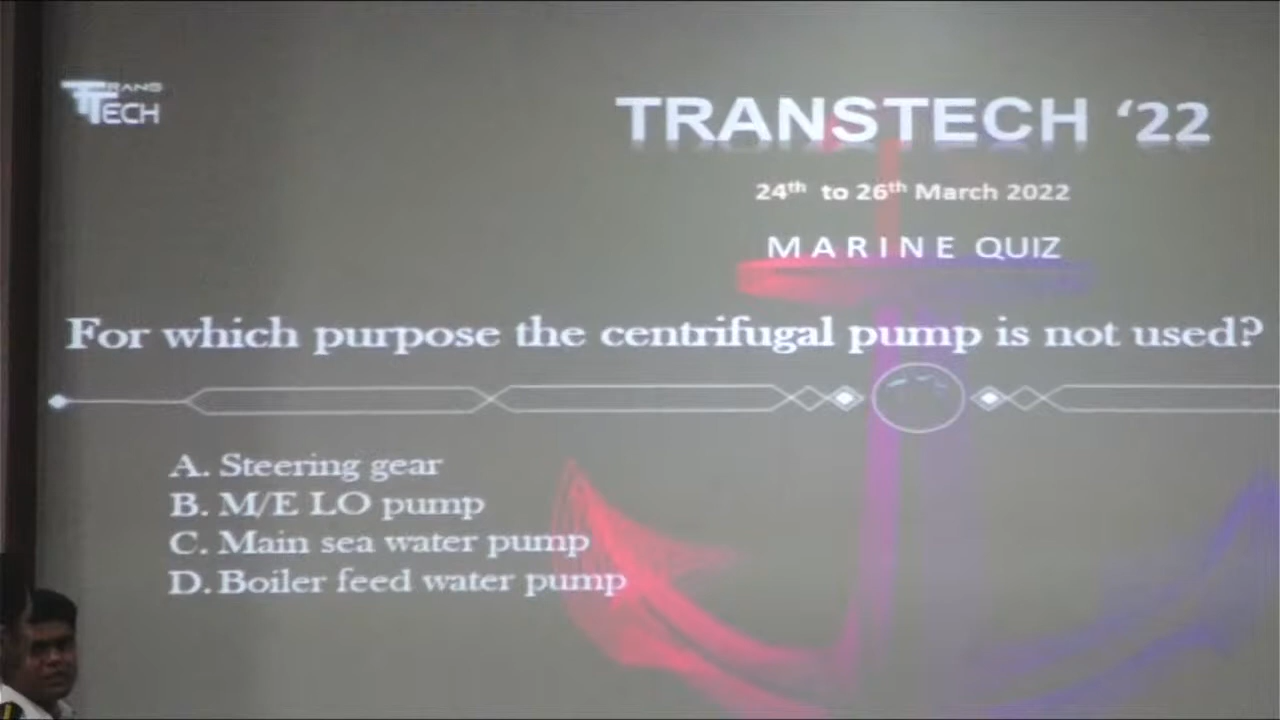 TRANS
TECH
TRANSTECH ‘22
24th to 26th March 2022
MARINE QUIZ
For which purpose the centrifugal pump is not used?
A. Steering gear
B. M/E LO pump
C. Main sea water pump
D. Boiler feed water pump